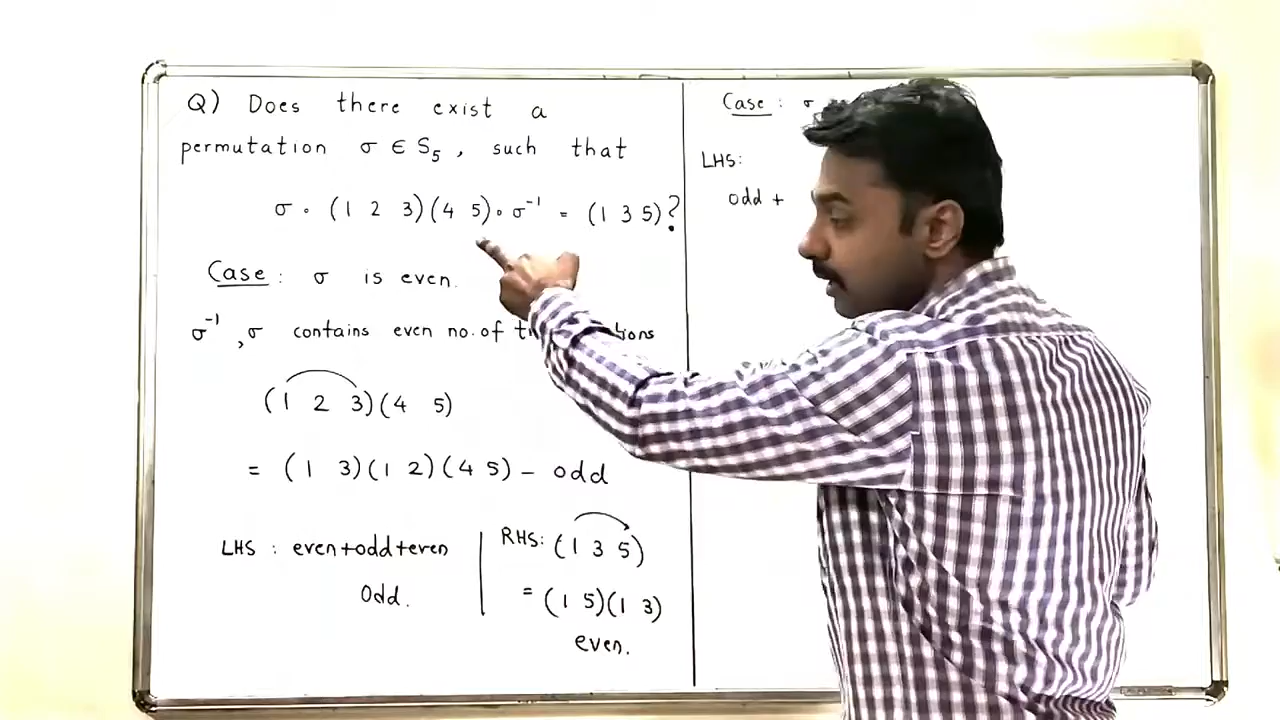 Q) Does there exist a
permutation σ ∈ S₅, such that
σ ∘ (1 2 3)(4 5) ∘ σ⁻¹ = (1 3 5)?
Case: σ is even.
σ⁻¹, σ contains even no. of
(1 2 3)(4 5)
= (1 3)(1 2)(4 5) – odd
LHS : even+odd+even
Odd.
RHS: (1 3 5)
= (1 5)(1 3)
even.
Case : σ
LHS:
odd +